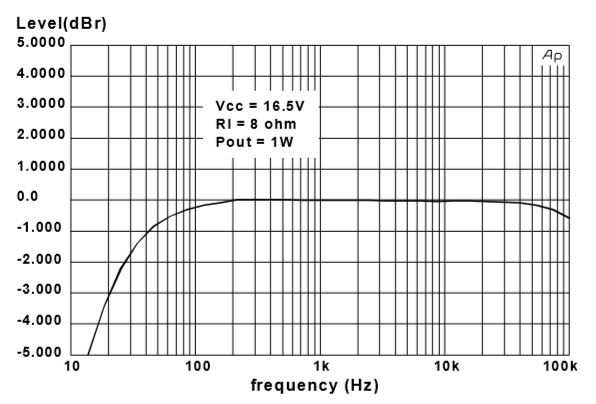 Level(dBr)
5.0000
4.0000
3.0000
2.0000
1.0000
0.0
-1.000
-2.000
-3.000
-4.000
-5.000
Ap
Vcc = 16.5V
Rl = 8 ohm
Pout = 1W
10 100 1k 10k 100k
frequency (Hz)